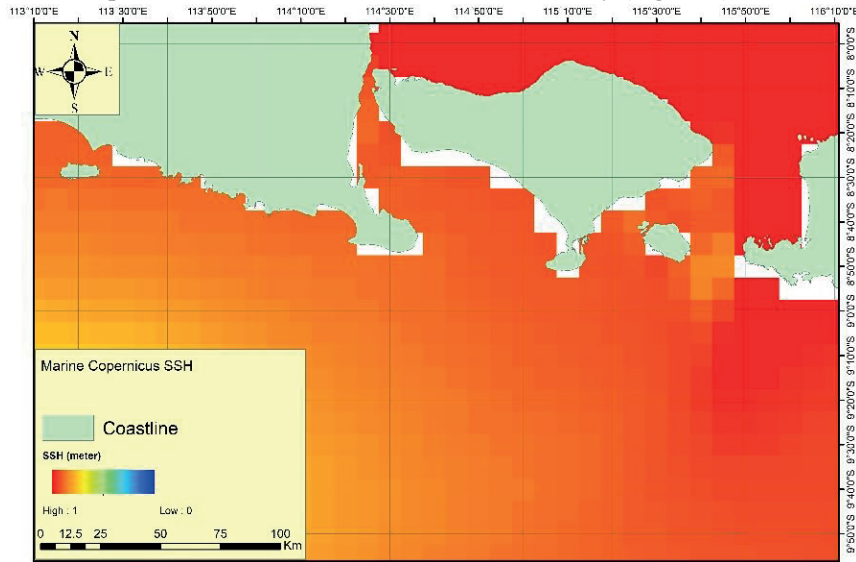 113°10'0"E 113°30'0"E 113°50'0"E 114°10'0"E 114°30'0"E 114°50'0"E 115°10'0"E 115°30'0"E 115°50'0"E 116°10'0"E
N
W E
S
8°0'0"S
8°10'0"S
8°20'0"S
8°30'0"S
8°40'0"S
8°50'0"S
9°0'0"S
9°10'0"S
9°20'0"S
9°30'0"S
9°40'0"S
9°50'0"S
Marine Copernicus SSH
Coastline
SSH (meter)
High : 1 Low : 0
0 12.5 25 50 75 100
Km